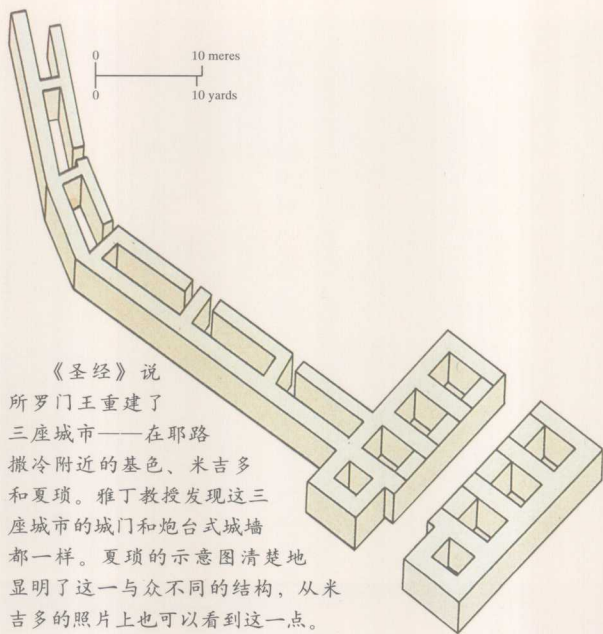 0 10 meres
0 10 yards
《圣经》说
所罗门王重建了
三座城市——在耶路
撒冷附近的基色、米吉多
和夏琐。雅丁教授发现这三
座城市的城门和炮台式城墙
都一样。夏琐的示意图清楚地
显明了这一与众不同的结构，从米
吉多的照片上也可以看到这一点。